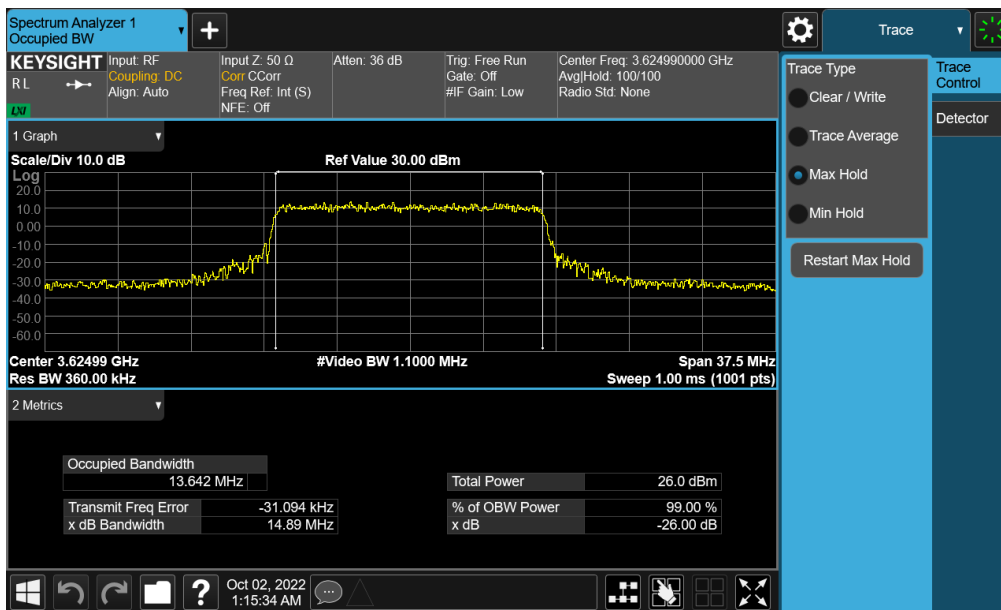 Spectrum Analyzer 1
Occupied BW
+
Trace
KEYSIGHT
R L
LXI
Input: RF
Coupling: DC
Align: Auto
Input Z: 50 Ω
Corr CCorr
Freq Ref: Int (S)
NFE: Off
Atten: 36 dB
Trig: Free Run
Gate: Off
#IF Gain: Low
Center Freq: 3.624990000 GHz
Avg|Hold: 100/100
Radio Std: None
Trace Type
Clear / Write
Trace Average
Max Hold
Min Hold
Restart Max Hold
Trace
Control
Detector
1 Graph
Scale/Div 10.0 dB
Ref Value 30.00 dBm
Log
20.0
10.0
0.00
-10.0
-20.0
-30.0
-40.0
-50.0
-60.0
Center 3.62499 GHz
#Video BW 1.1000 MHz
Span 37.5 MHz
Res BW 360.00 kHz
Sweep 1.00 ms (1001 pts)
2 Metrics
Occupied Bandwidth
13.642 MHz
Total Power 26.0 dBm
Transmit Freq Error -31.094 kHz
% of OBW Power 99.00 %
x dB Bandwidth 14.89 MHz
x dB -26.00 dB
?
Oct 02, 2022
1:15:34 AM